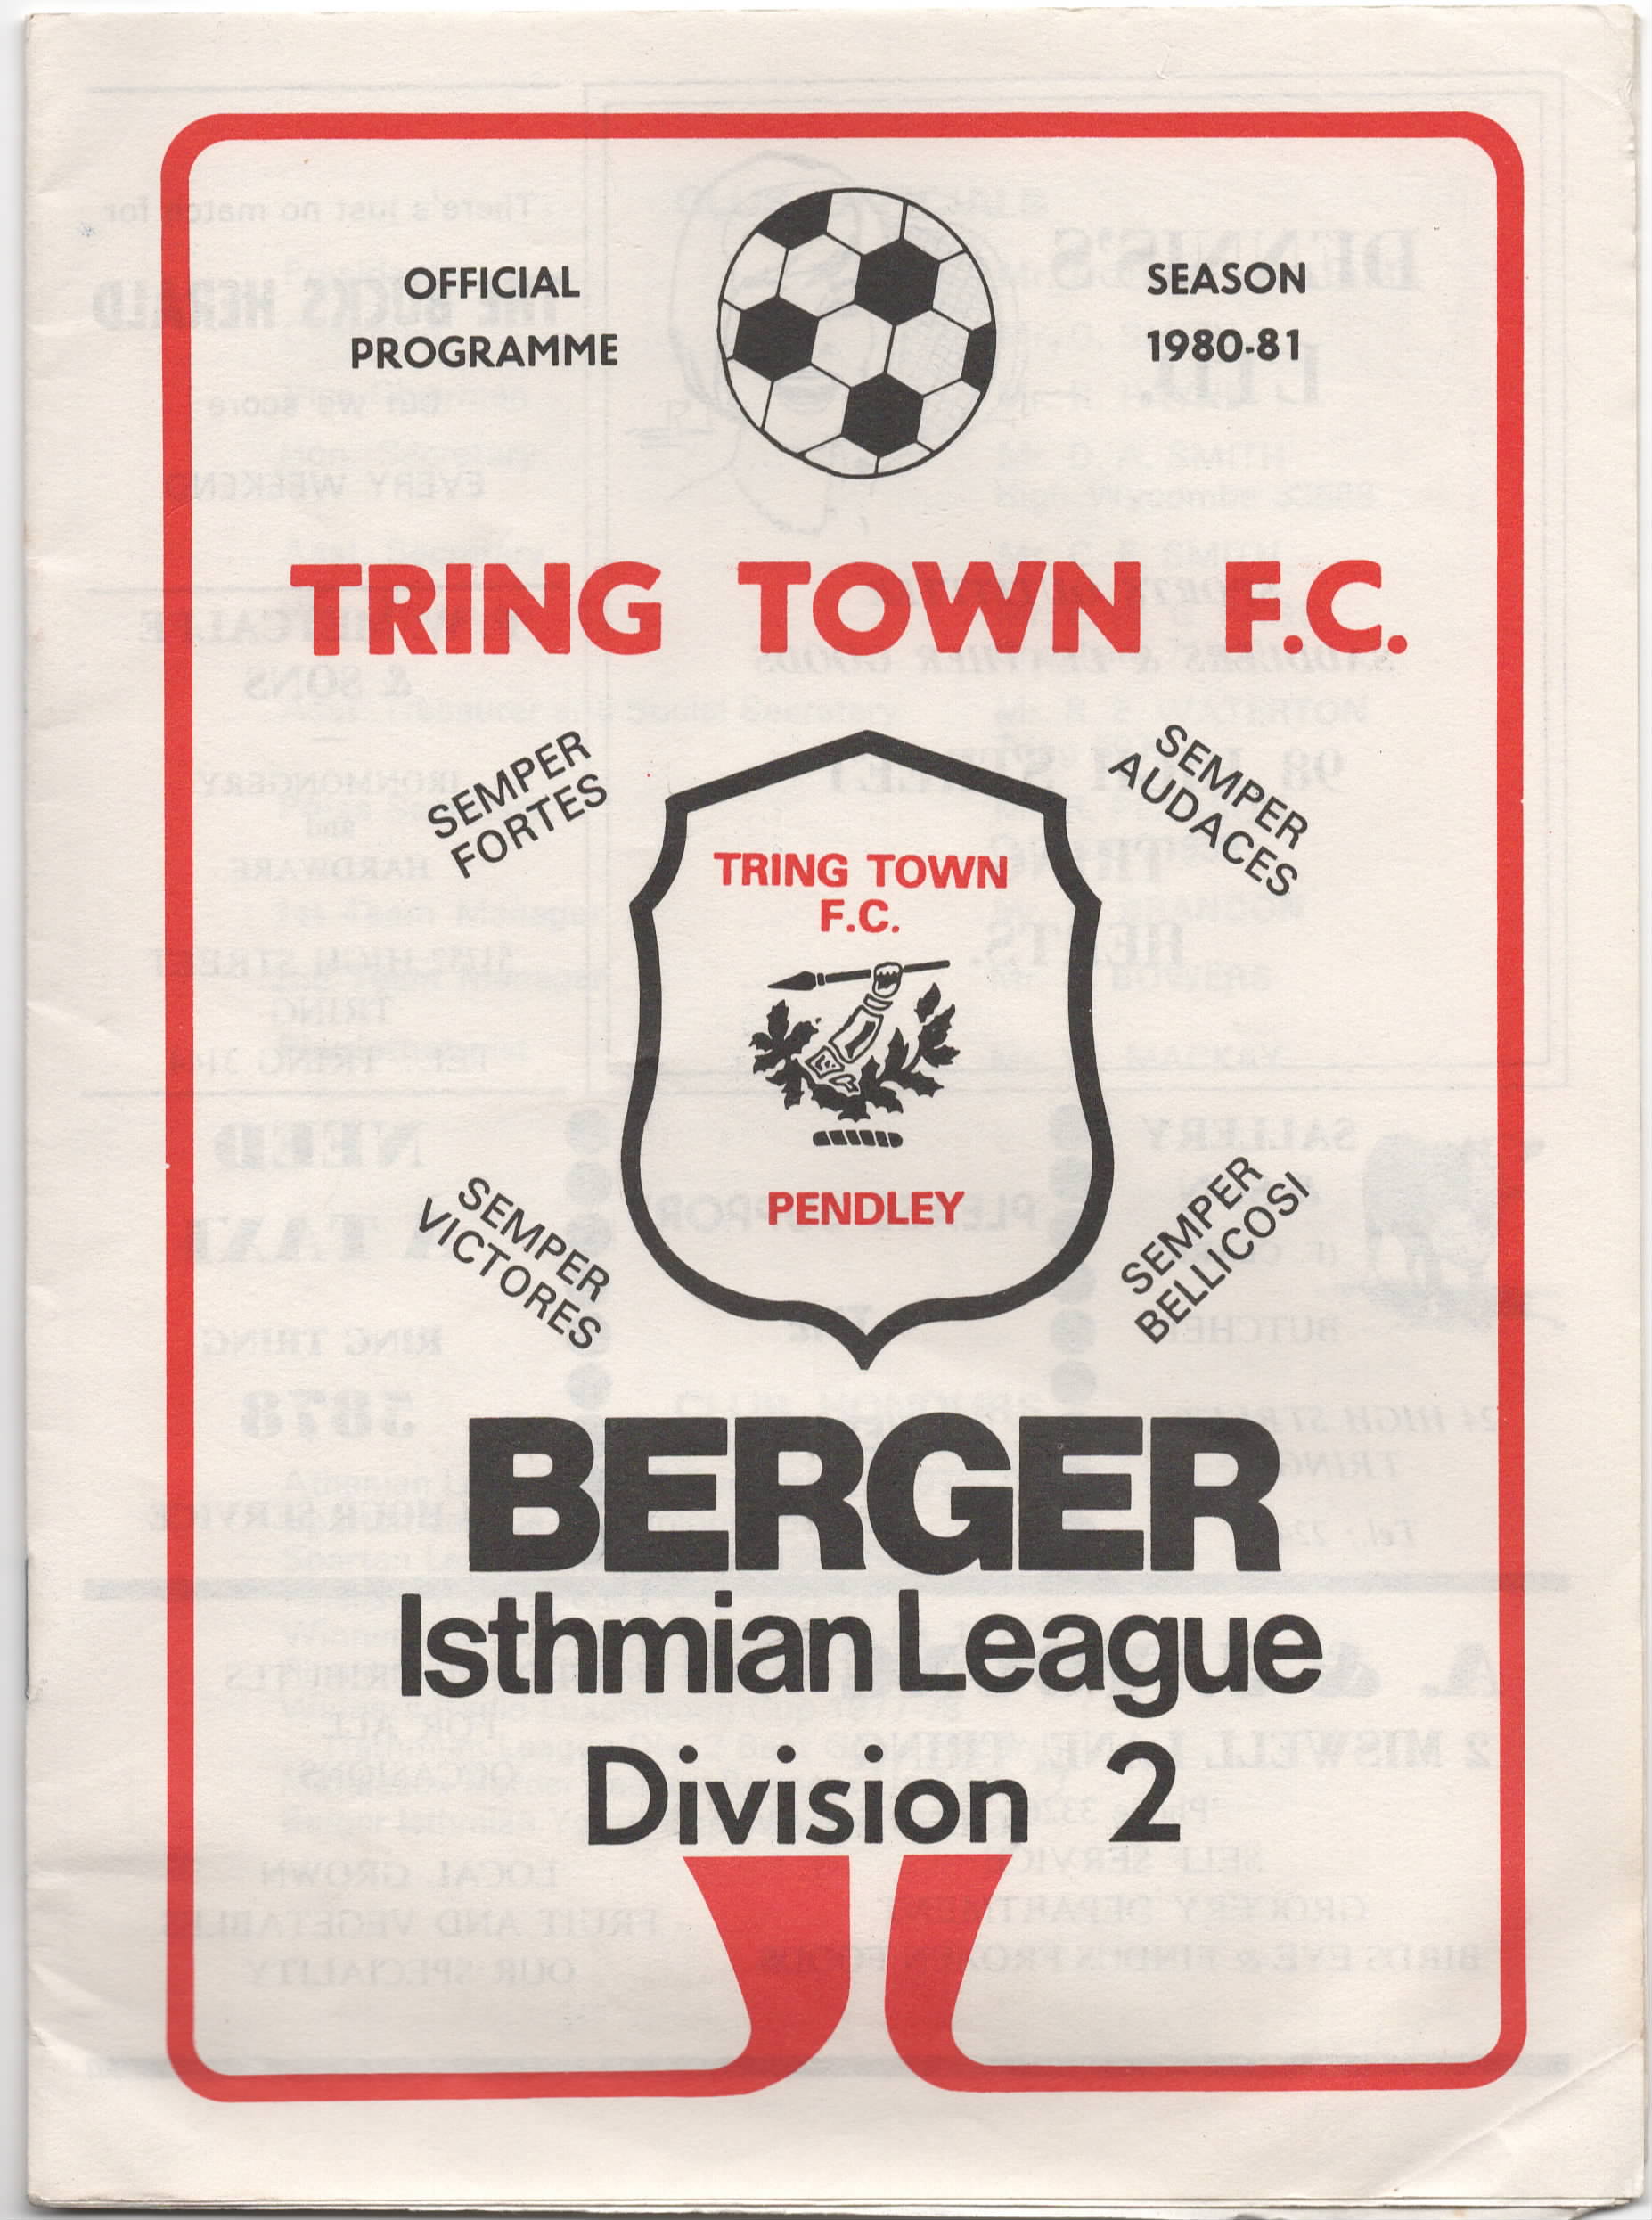 OFFICIAL
PROGRAMME
SEASON
1980-81
TRING TOWN F.C.
SEMPER
FORTES
SEMPER
AUDACES
TRING TOWN
F.C.
PENDLEY
SEMPER
VICTORES
SEMPER
BELLICOSI
BERGER
Isthmian League
Division 2